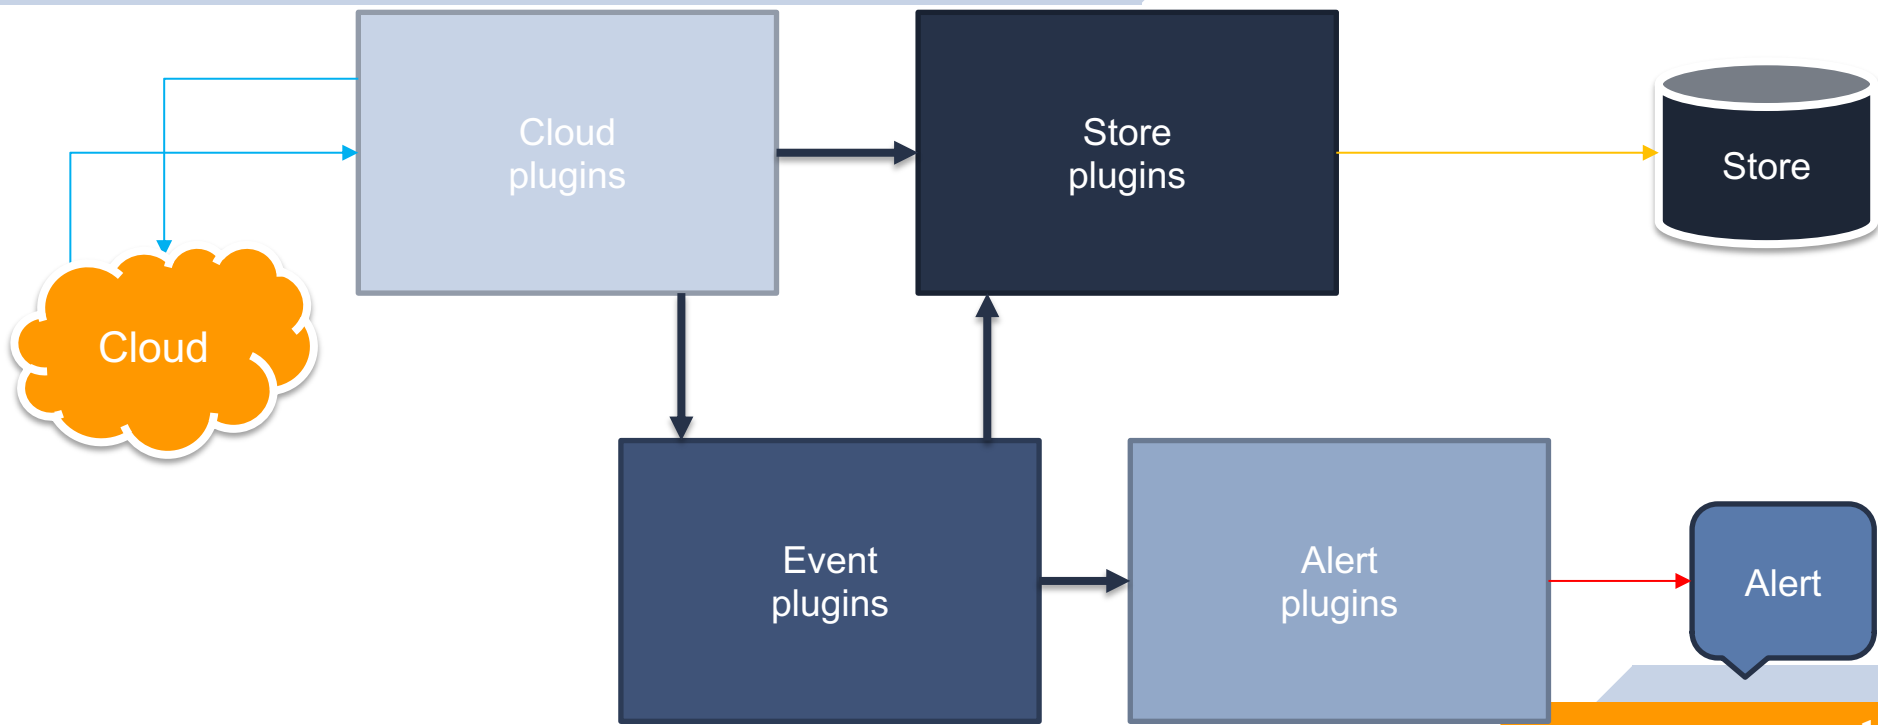 Cloud
plugins
Store
plugins
Store
Cloud
Event
plugins
Alert
plugins
Alert